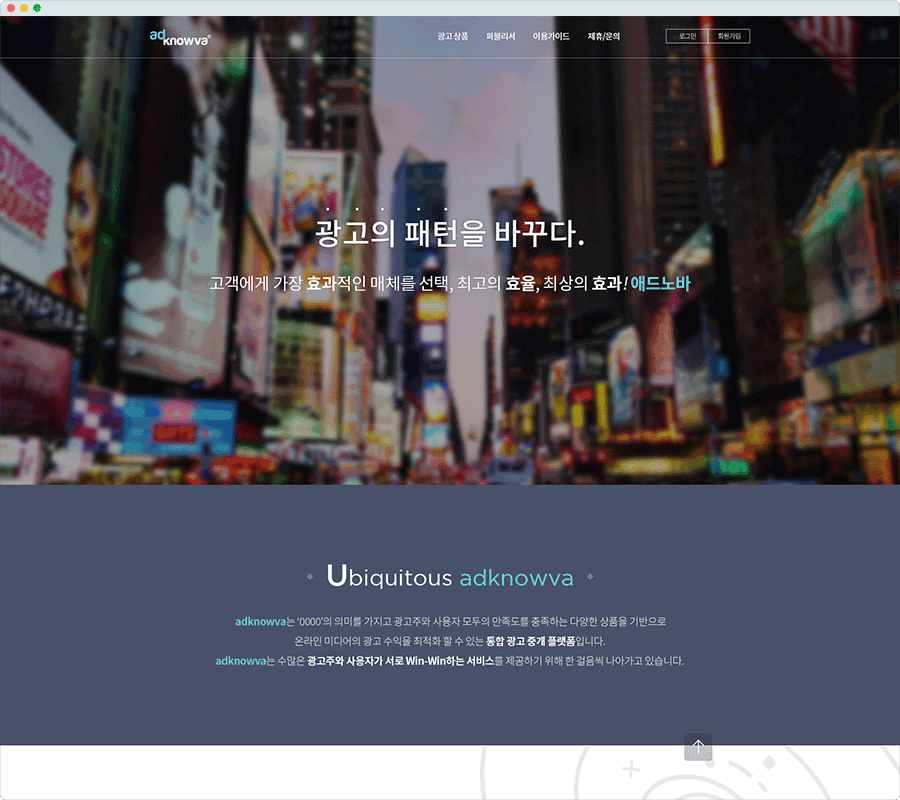 adknowva+
광고 상품 퍼블리셔 이용가이드 제휴/문의 로그인 회원가입
광고의 패턴을 바꾸다.
고객에게 가장 효과적인 매체를 선택, 최고의 효율, 최상의 효과! 애드노바
Ubiquitous adknowva
adknowva는 ‘0000’의 의미를 가지고 광고주와 사용자 모두의 만족도를 충족하는 다양한 상품을 기반으로
온라인 미디어의 광고 수익을 최적화 할 수 있는 통합 광고 중개 플랫폼입니다.
adknowva는 수많은 광고주와 사용자가 서로 Win-Win하는 서비스를 제공하기 위해 한 걸음씩 나아가고 있습니다.